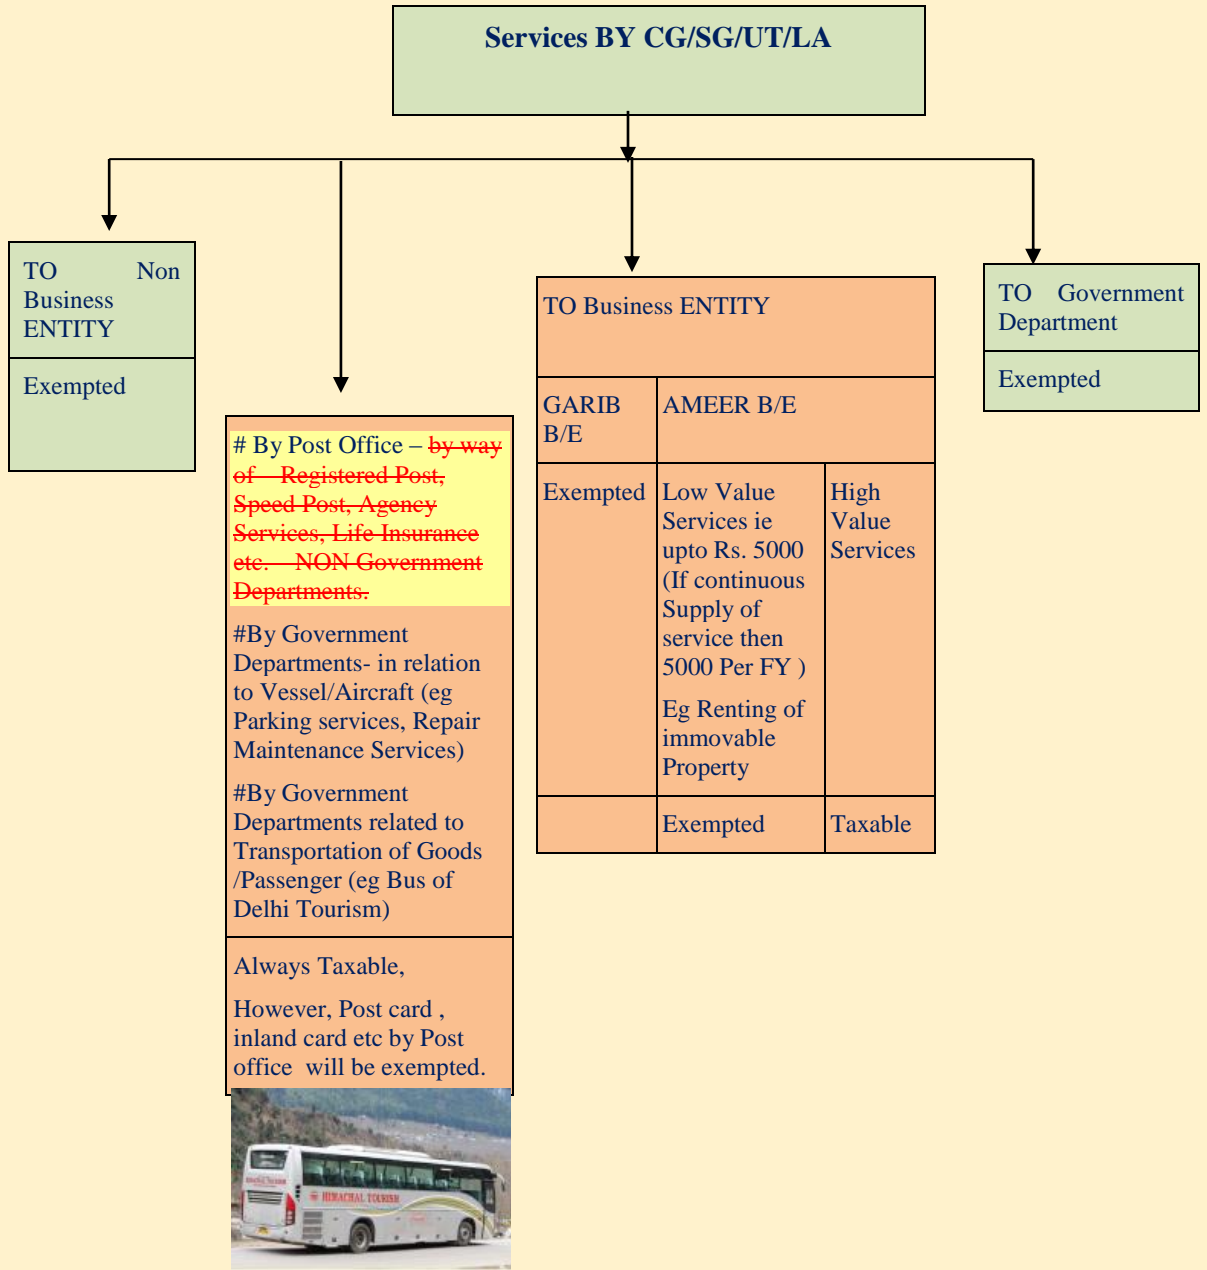 Services BY CG/SG/UT/LA
TO Non
Business
ENTITY
Exempted
# By Post Office – by way
of Registered Post,
Speed Post, Agency
Services, Life Insurance
etc. NON Government
Departments.
#By Government
Departments- in relation
to Vessel/Aircraft (eg
Parking services, Repair
Maintenance Services)
#By Government
Departments related to
Transportation of Goods
/Passenger (eg Bus of
Delhi Tourism)
Always Taxable,
However, Post card ,
inland card etc by Post
office will be exempted.
HIMACHAL TOURISM
TO Business ENTITY
GARIB
B/E
AMEER B/E
Exempted
Low Value
Services ie
upto Rs. 5000
(If continuous
Supply of
service then
5000 Per FY )
Eg Renting of
immovable
Property
High
Value
Services
Exempted
Taxable
TO Government
Department
Exempted